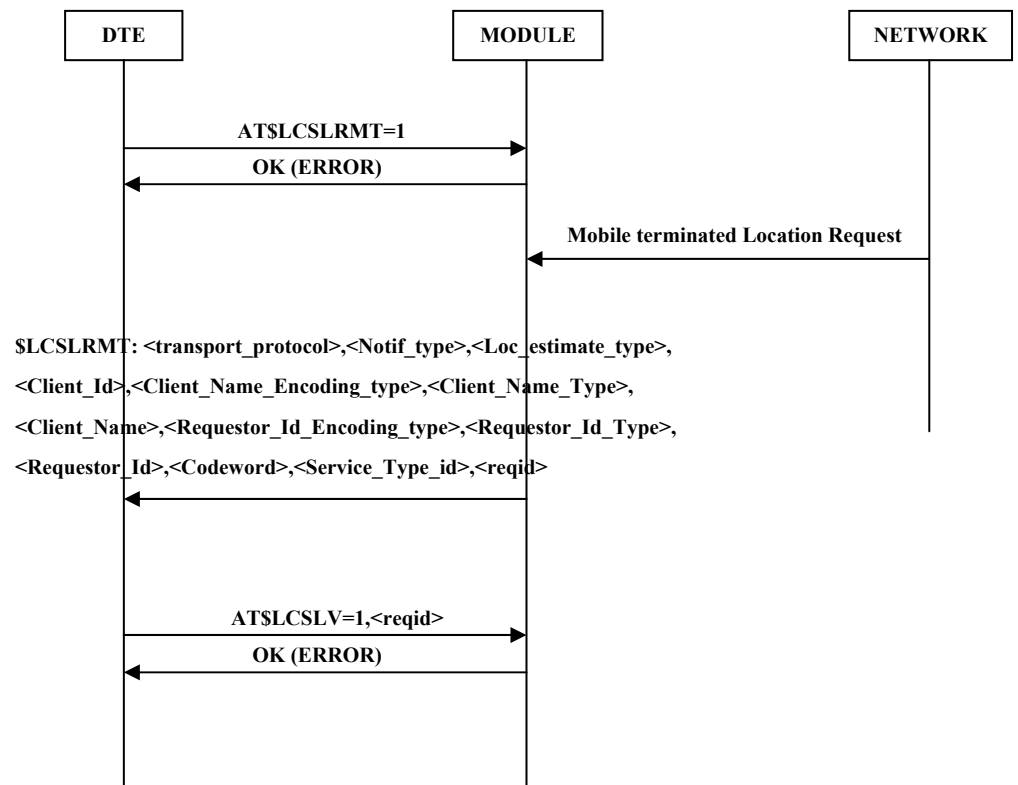 DTE
MODULE
NETWORK
AT$LCSLRMT=1
OK (ERROR)
Mobile terminated Location Request
$LCSLRMT: <transport_protocol>,<Notif_type>,<Loc_estimate_type>,
<Client_Id>,<Client_Name_Encoding_type>,<Client_Name_Type>,
<Client_Name>,<Requestor_Id_Encoding_type>,<Requestor_Id_Type>,
<Requestor_Id>,<Codeword>,<Service_Type_id>,<reqid>
AT$LCSLV=1,<reqid>
OK (ERROR)